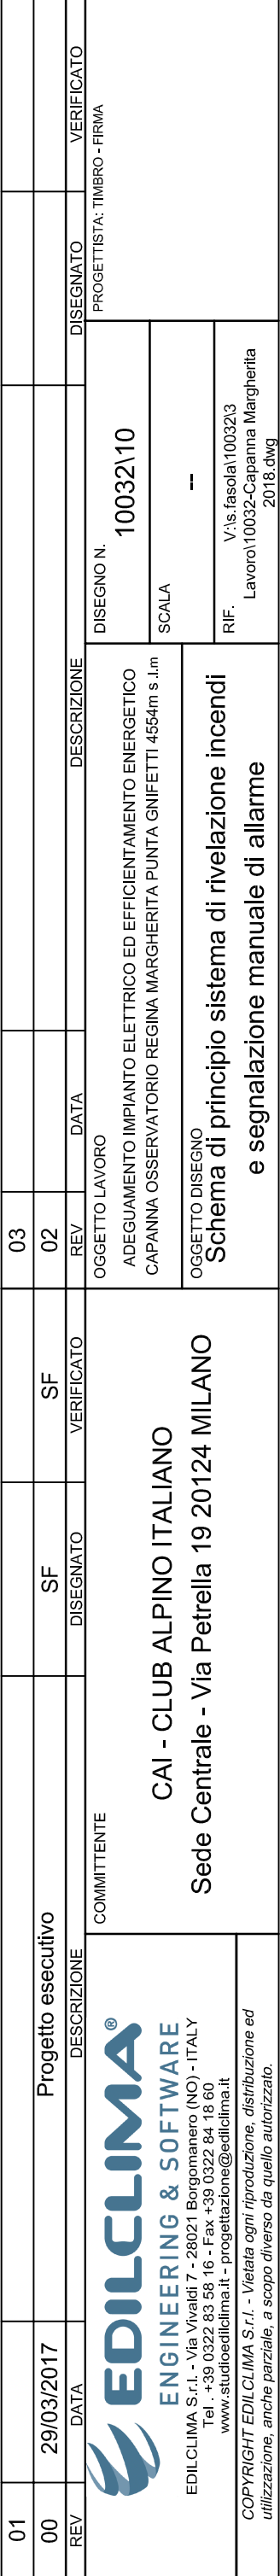 01 03
00 29/03/2017 Progetto esecutivo SF SF 02
REV DATA DESCRIZIONE DISEGNATO VERIFICATO REV DATA DESCRIZIONE DISEGNATO VERIFICATO
EDILCLIMA®
ENGINEERING & SOFTWARE
EDILCLIMA S.r.l. - Via Vivaldi 7 - 28021 Borgomanero (NO) - ITALY
Tel . +39 0322 83 58 16 - Fax +39 0322 84 18 60
www.studioedilclima.it - progettazione@edilclima.it
COPYRIGHT EDILCLIMA S.r.l. - Vietata ogni riproduzione, distribuzione ed
utilizzazione, anche parziale, a scopo diverso da quello autorizzato.
COMMITTENTE
CAI - CLUB ALPINO ITALIANO
Sede Centrale - Via Petrella 19 20124 MILANO
OGGETTO LAVORO
ADEGUAMENTO IMPIANTO ELETTRICO ED EFFICIENTAMENTO ENERGETICO
CAPANNA OSSERVATORIO REGINA MARGHERITA PUNTA GNIFETTI 4554m s .l.m
OGGETTO DISEGNO
Schema di principio sistema di rivelazione incendi
e segnalazione manuale di allarme
DISEGNO N.
10032\10
SCALA
--
RIF.
V:\s.fasola\10032\3
Lavoro\10032-Capanna Margherita
2018.dwg
PROGETTISTA: TIMBRO - FIRMA